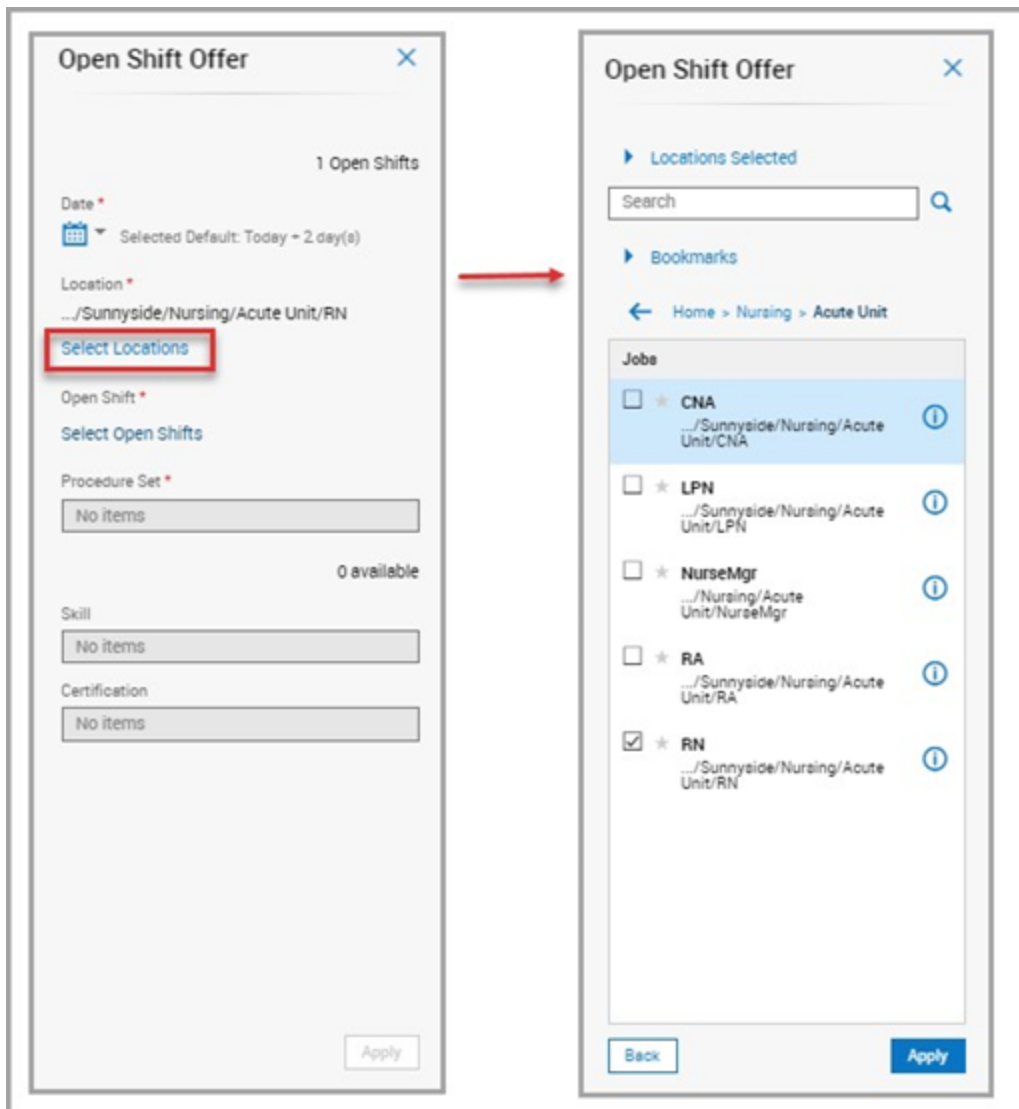 Open Shift Offer
1 Open Shifts
Date *
Selected Default: Today + 2 day(s)
Location *
.../Sunnyside/Nursing/Acute Unit/RN
Select Locations
Open Shift *
Select Open Shifts
Procedure Set *
No items
0 available
Skill
No items
Certification
No items
Apply
Open Shift Offer
Locations Selected
Search
Bookmarks
Home > Nursing > Acute Unit
Jobs
CNA
.../Sunnyside/Nursing/Acute
Unit/CNA
LPN
.../Sunnyside/Nursing/Acute
Unit/LPN
NurseMgr
.../Nursing/Acute
Unit/NurseMgr
RA
.../Sunnyside/Nursing/Acute
Unit/RA
RN
.../Sunnyside/Nursing/Acute
Unit/RN
Back
Apply